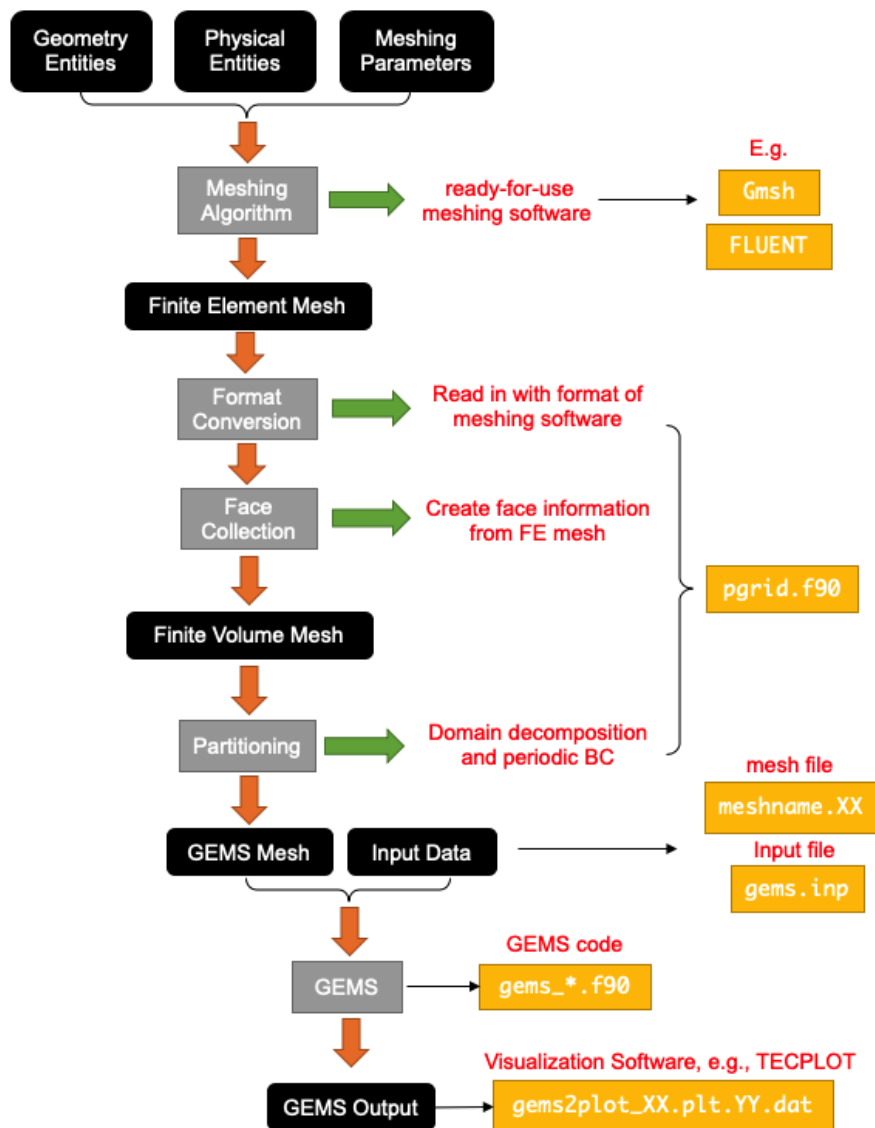 Geometry
Entities
Physical
Entities
Meshing
Parameters
Meshing
Algorithm
ready-for-use
meshing software
E.g.
Gmsh
FLUENT
Finite Element Mesh
Format
Conversion
Read in with format of
meshing software
Face
Collection
Create face information
from FE mesh
pgrid.f90
Finite Volume Mesh
Partitioning
Domain decomposition
and periodic BC
mesh file
meshname.XX
GEMS Mesh
Input Data
Input file
gems.inp
GEMS code
GEMS
gems_*.f90
Visualization Software, e.g., TECPLOT
GEMS Output
gems2plot_XX.plt.YY.dat